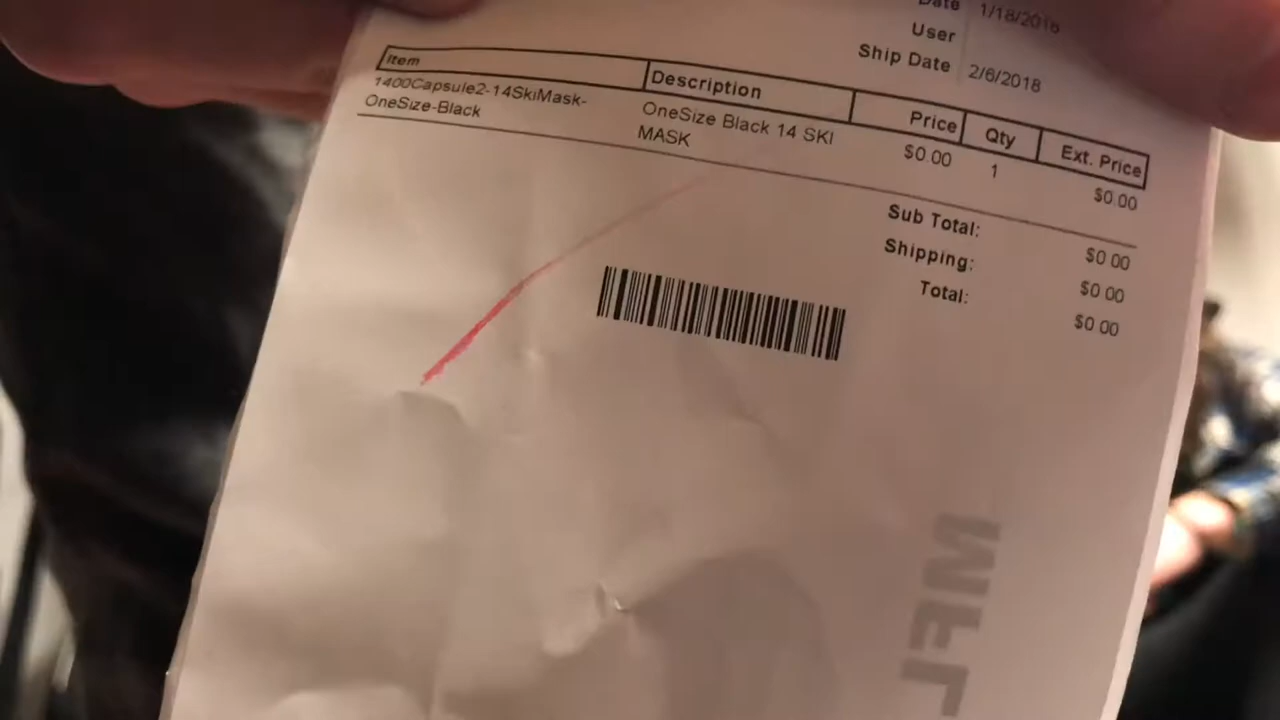 Date 1/18/2018
User
Ship Date 2/6/2018
Item Description Price Qty Ext. Price
1400Capsule2-14SkiMask- OneSize Black 14 SKI $0.00 1 $0.00
OneSize-Black MASK
Sub Total: $0 00
Shipping: $0 00
Total: $0 00